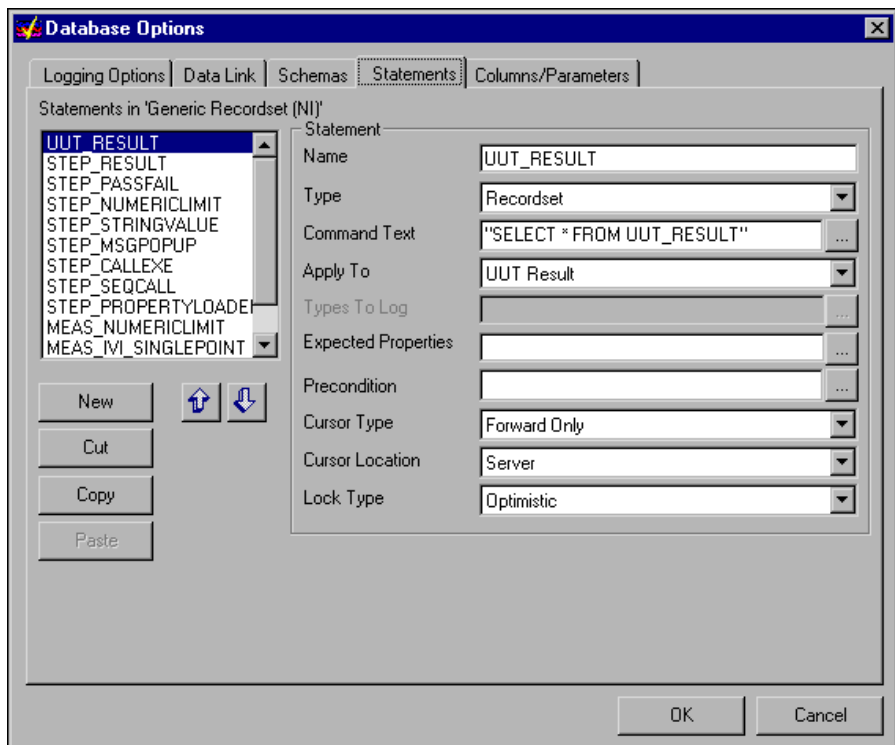 Database Options
Logging Options Data Link Schemas Statements Columns/Parameters
Statements in 'Generic Recordset (NI)'
UUT_RESULT
STEP_RESULT
STEP_PASSFAIL
STEP_NUMERICLIMIT
STEP_STRINGVALUE
STEP_MSGPOPUP
STEP_CALLEXE
STEP_SEQCALL
STEP_PROPERTYLOADER
MEAS_NUMERICLIMIT
MEAS_IVI_SINGLEPOINT
New
Cut
Copy
Paste
Statement
Name UUT_RESULT
Type Recordset
Command Text "SELECT * FROM UUT_RESULT" ...
Apply To UUT Result
Types To Log ...
Expected Properties ...
Precondition ...
Cursor Type Forward Only
Cursor Location Server
Lock Type Optimistic
OK Cancel